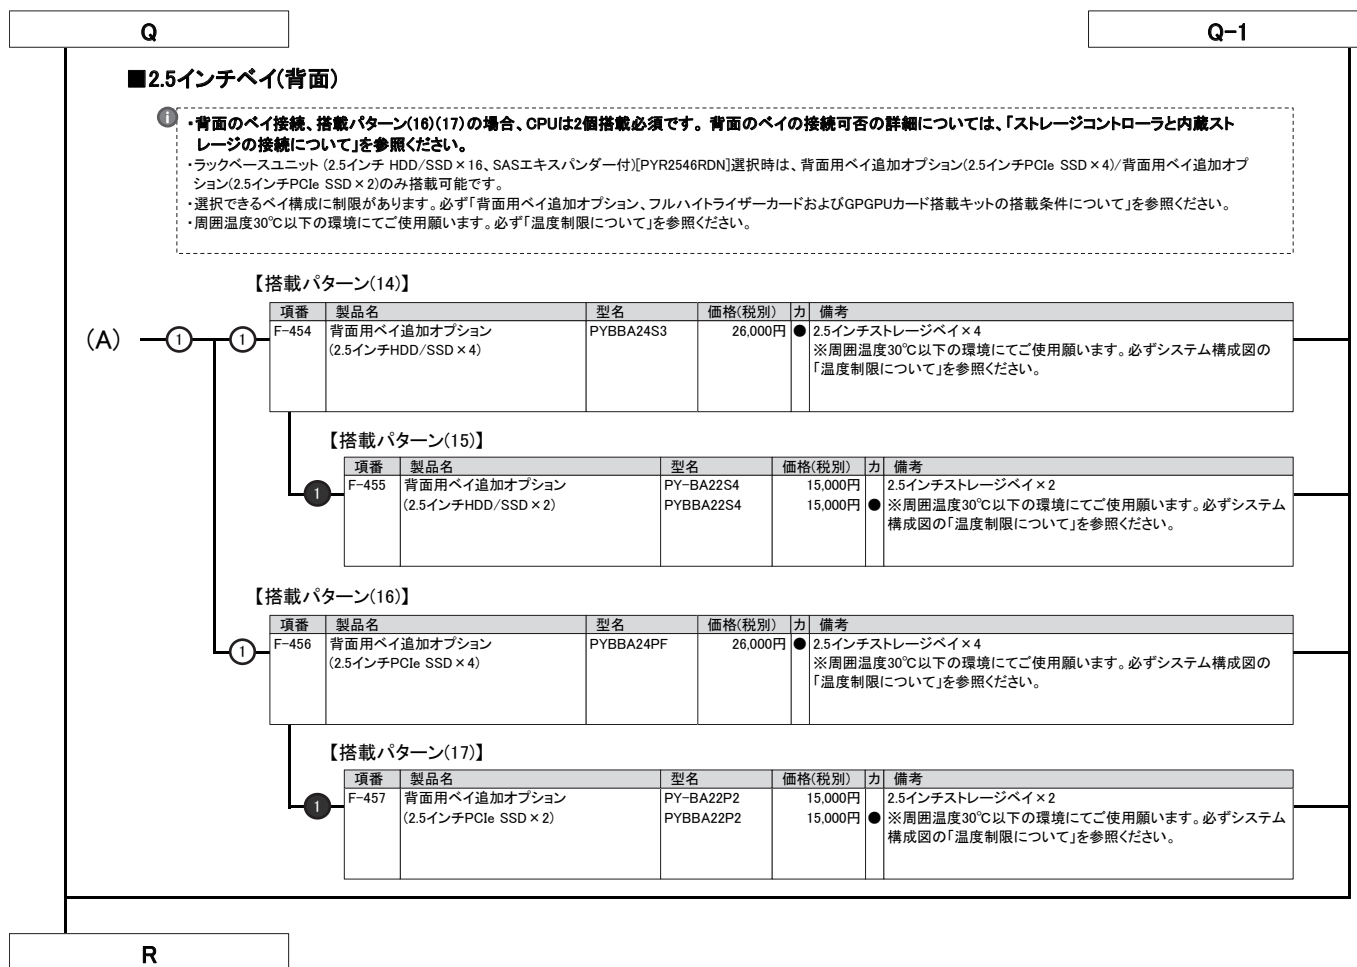 Q
Q-1
■2.5インチベイ(背面)
i
・背面のベイ接続、搭載パターン(16)(17)の場合、CPUは2個搭載必須です。背面のベイの接続可否の詳細については、「ストレージコントローラと内蔵スト
レージの接続について」を参照ください。
・ラックベースユニット (2.5インチ HDD/SSD×16、SASエキスパンダー付)[PYR2546RDN]選択時は、背面用ベイ追加オプション(2.5インチPCIe SSD×4)/背面用ベイ追加オプ
ション(2.5インチPCIe SSD×2)のみ搭載可能です。
・選択できるベイ構成に制限があります。必ず「背面用ベイ追加オプション、フルハイトライザーカードおよびGPGPUカード搭載キットの搭載条件について」を参照ください。
・周囲温度30℃以下の環境にてご使用願います。必ず「温度制限について」を参照ください。
【搭載パターン(14)】
項番 製品名 型名 価格(税別) カ 備考
(A) 1 1 F-454 背面用ベイ追加オプション PYBBA24S3 26,000円 ● 2.5インチストレージベイ×4
(2.5インチHDD/SSD×4) ※周囲温度30℃以下の環境にてご使用願います。必ずシステム構成図の
「温度制限について」を参照ください。
【搭載パターン(15)】
項番 製品名 型名 価格(税別) カ 備考
1 F-455 背面用ベイ追加オプション PY-BA22S4 15,000円 2.5インチストレージベイ×2
(2.5インチHDD/SSD×2) PYBBA22S4 15,000円 ● ※周囲温度30℃以下の環境にてご使用願います。必ずシステム
構成図の「温度制限について」を参照ください。
【搭載パターン(16)】
項番 製品名 型名 価格(税別) カ 備考
1 F-456 背面用ベイ追加オプション PYBBA24PF 26,000円 ● 2.5インチストレージベイ×4
(2.5インチPCIe SSD×4) ※周囲温度30℃以下の環境にてご使用願います。必ずシステム構成図の
「温度制限について」を参照ください。
【搭載パターン(17)】
項番 製品名 型名 価格(税別) カ 備考
1 F-457 背面用ベイ追加オプション PY-BA22P2 15,000円 2.5インチストレージベイ×2
(2.5インチPCIe SSD×2) PYBBA22P2 15,000円 ● ※周囲温度30℃以下の環境にてご使用願います。必ずシステム
構成図の「温度制限について」を参照ください。
R